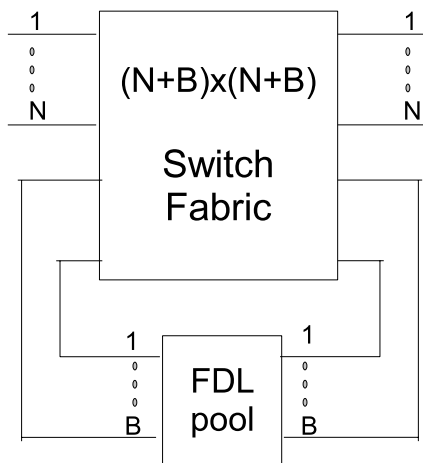 1
1
(N+B)x(N+B)
N
N
Switch
Fabric
1
1
FDL
pool
B
B